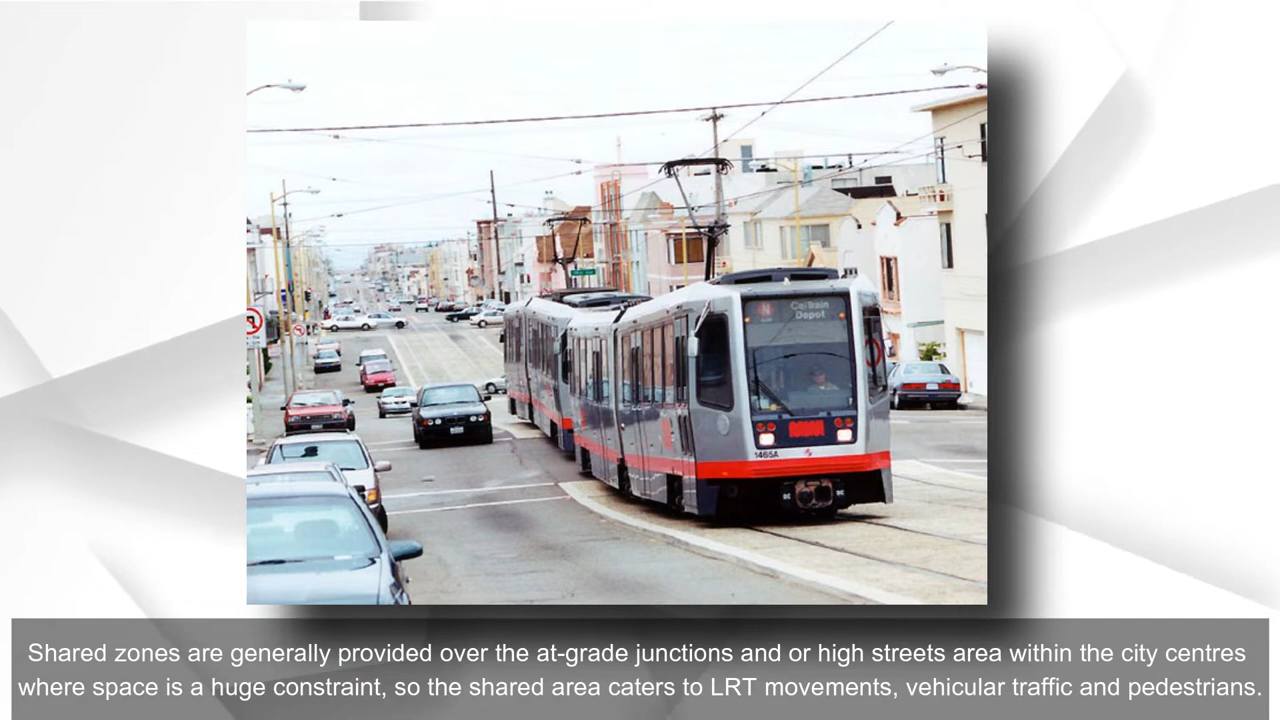 N CalTrain
Depot
1465A
Shared zones are generally provided over the at-grade junctions and or high streets area within the city centres
where space is a huge constraint, so the shared area caters to LRT movements, vehicular traffic and pedestrians.